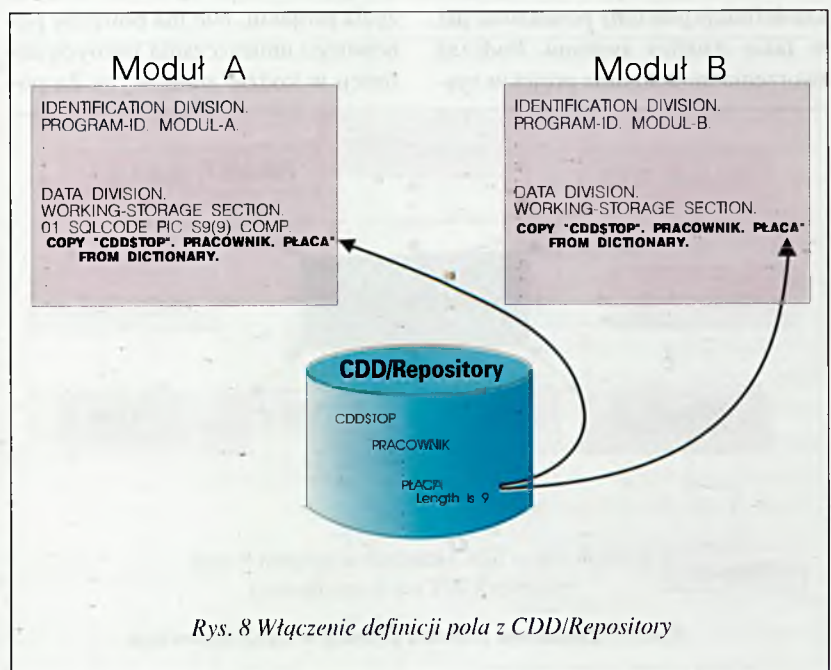 Moduł A
IDENTIFICATION DIVISION.
PROGRAM-ID. MODUL-A.
DATA DIVISION.
WORKING-STORAGE SECTION.
01 SQLCODE PIC S9(9) COMP.
COPY "CDD$TOP". PRACOWNIK. PŁACA"
FROM DICTIONARY.
Moduł B
IDENTIFICATION DIVISION.
PROGRAM-ID. MODUL-B.
DATA DIVISION.
WORKING-STORAGE SECTION.
COPY "CDD$TOP". PRACOWNIK. PŁACA"
FROM DICTIONARY.
CDD/Repository
CDD$TOP
PRACOWNIK
PŁACA
Length is 9
Rys. 8 Włączenie definicji pola z CDD/Repository